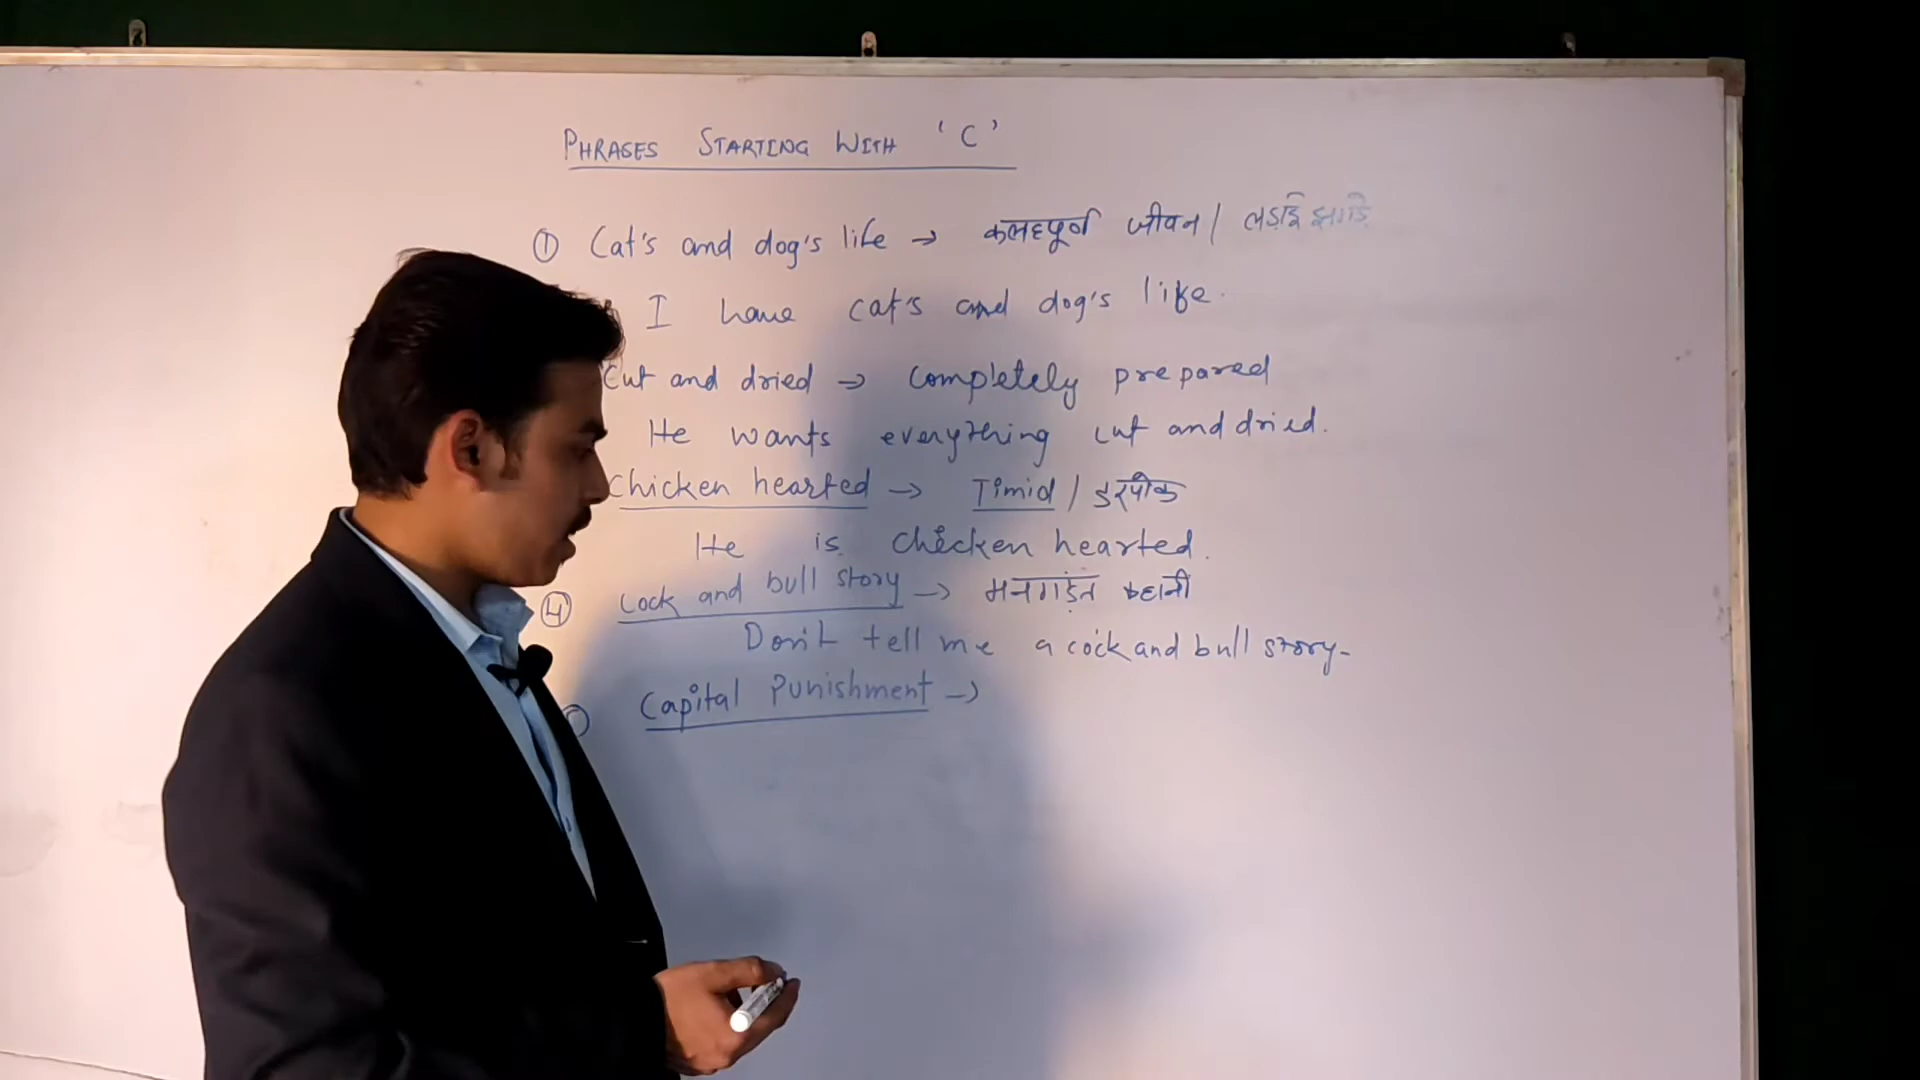 PHRASES STARTING WITH 'C'
① Cat's and dog's life → कलहपूर्ण जीवन / लड़ाई
I have cat's and dog's life.
Cut and dried → completely prepared
He wants everything cut and dried.
Chicken hearted → Timid / डरपोक
He is chicken hearted.
④ Cock and bull story → मनगड़ंत कहानी
Don't tell me a cock and bull story.
Capital Punishment →